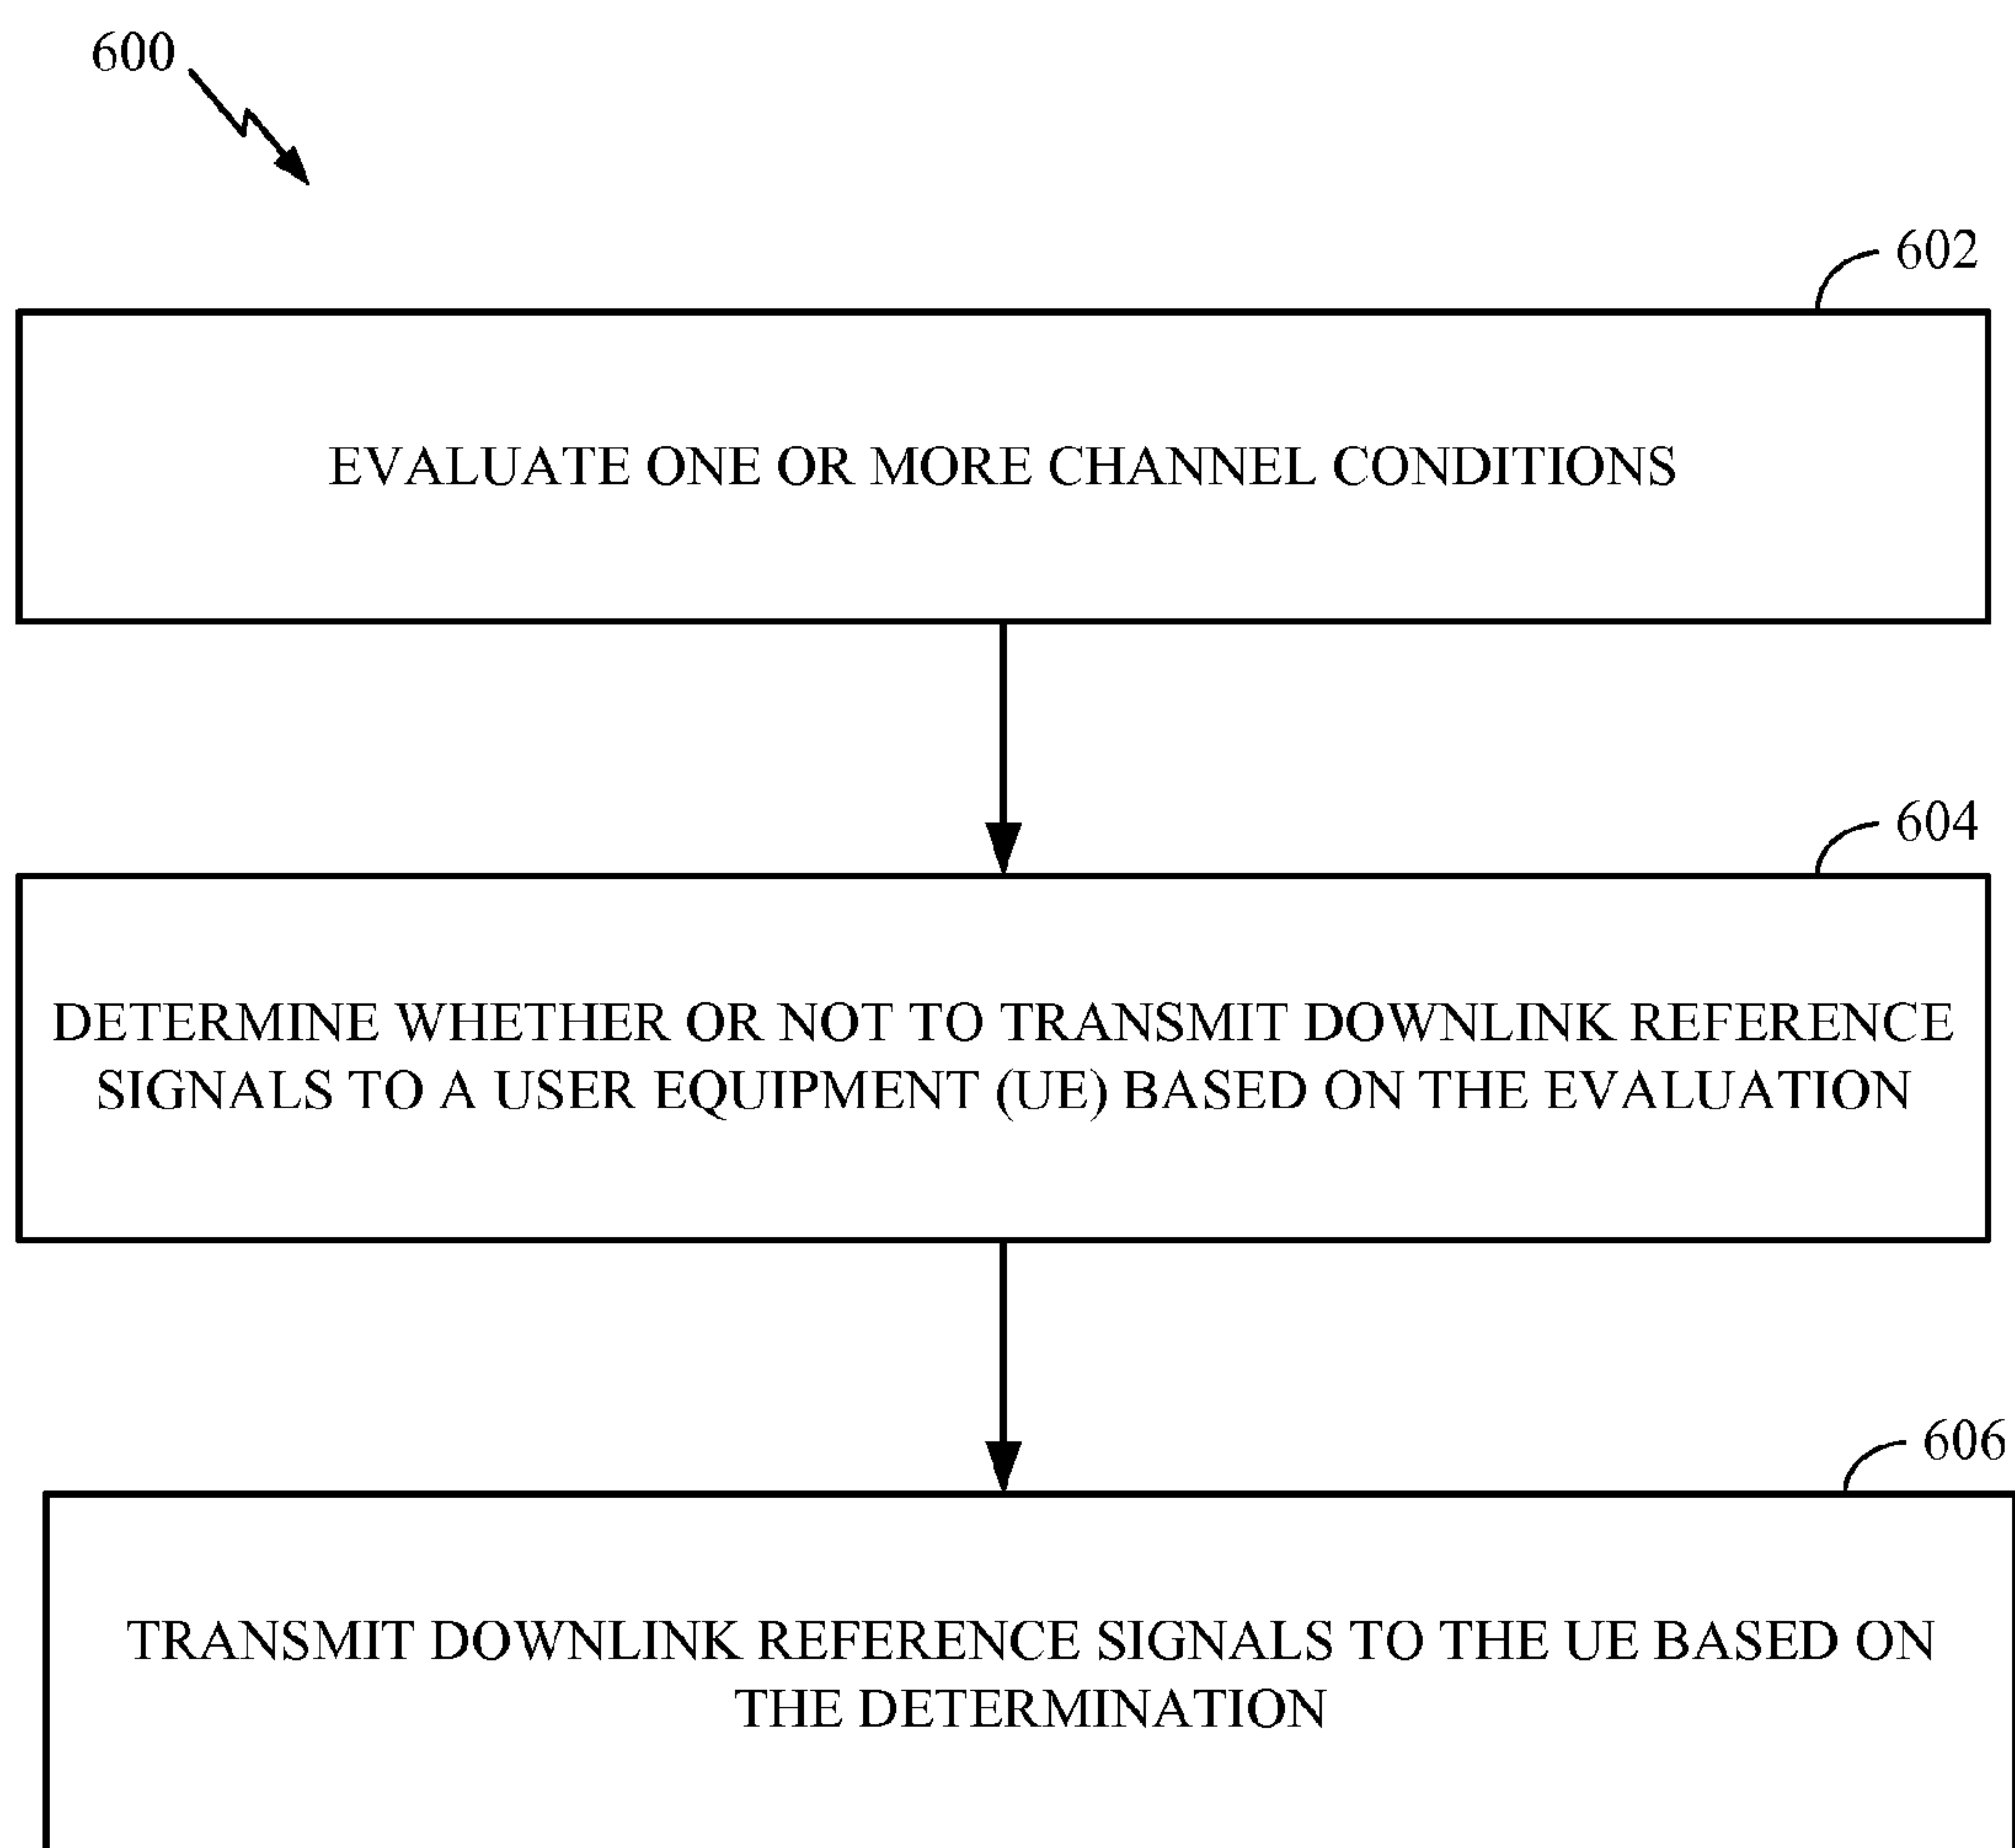 600
602
EVALUATE ONE OR MORE CHANNEL CONDITIONS
604
DETERMINE WHETHER OR NOT TO TRANSMIT DOWNLINK REFERENCE
SIGNALS TO A USER EQUIPMENT (UE) BASED ON THE EVALUATION
606
TRANSMIT DOWNLINK REFERENCE SIGNALS TO THE UE BASED ON
THE DETERMINATION